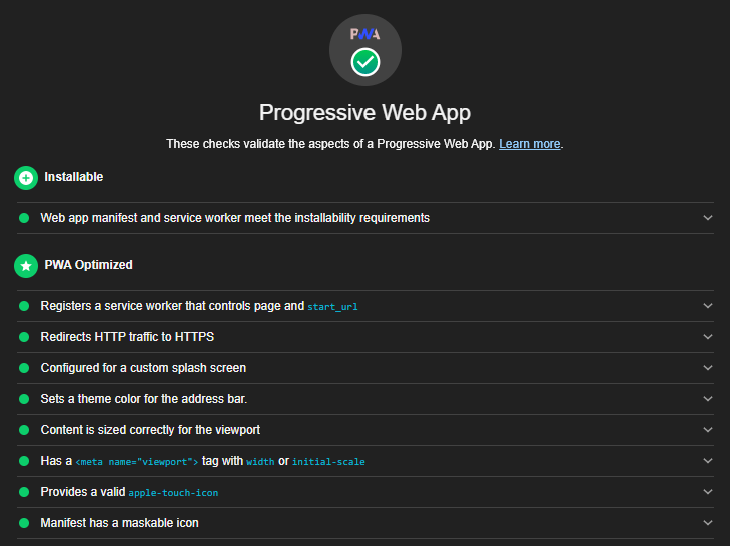 PWA
Progressive Web App
These checks validate the aspects of a Progressive Web App. Learn more.
Installable
Web app manifest and service worker meet the installability requirements
PWA Optimized
Registers a service worker that controls page and start_url
Redirects HTTP traffic to HTTPS
Configured for a custom splash screen
Sets a theme color for the address bar.
Content is sized correctly for the viewport
Has a <meta name="viewport"> tag with width or initial-scale
Provides a valid apple-touch-icon
Manifest has a maskable icon